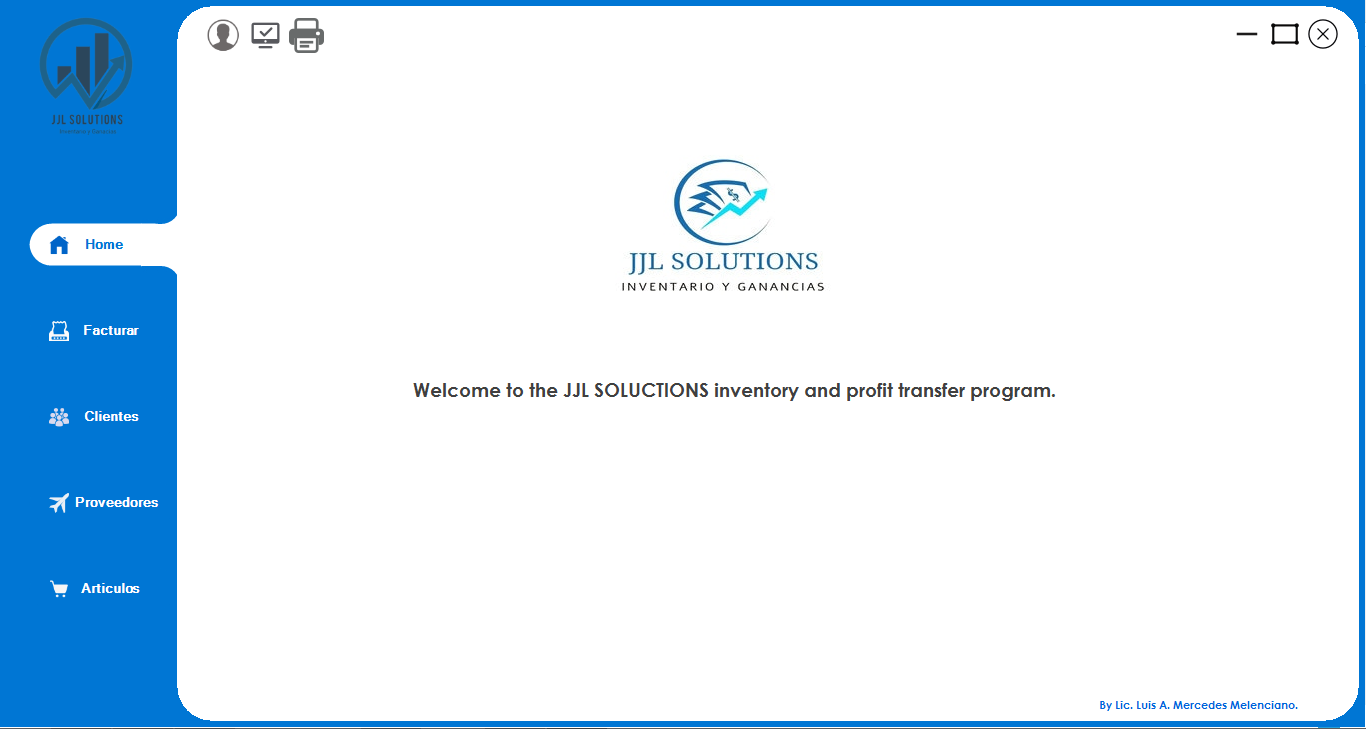 JJL SOLUTIONS
Home
Facturar
Clientes
Proveedores
Articulos
JJL SOLUTIONS
INVENTARIO Y GANANCIAS
Welcome to the JJL SOLUCTIONS inventory and profit transfer program.
By Lic. Luis A. Mercedes Melenciano.